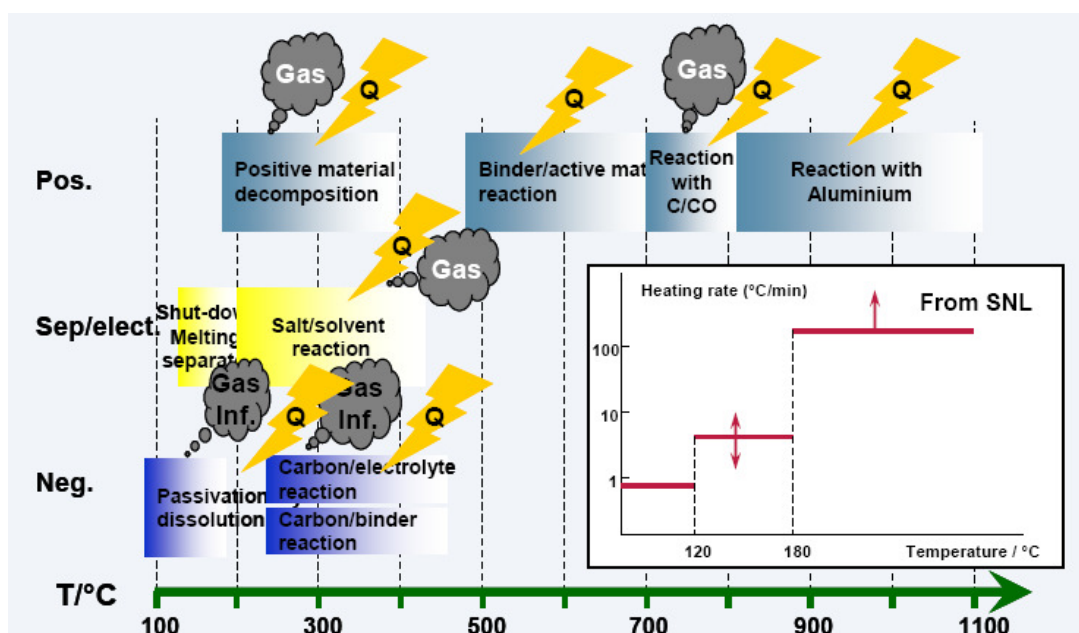 Gas
Q
Q
Gas
Q
Q
Pos.
Positive material
decomposition
Binder/active mat
reaction
Reaction
with
C/CO
Reaction with
Aluminium
Q
Gas
Sep/elect.
Shut-dow
Melting
separat
Salt/solvent
reaction
Heating rate (°C/min)
From SNL
100
10
1
120
180
Temperature / °C
Gas
Inf.
Q
Gas
Inf.
Q
Neg.
Passivation
dissolution
Carbon/electrolyte
reaction
Carbon/binder
reaction
T/°C
100
300
500
700
900
1100